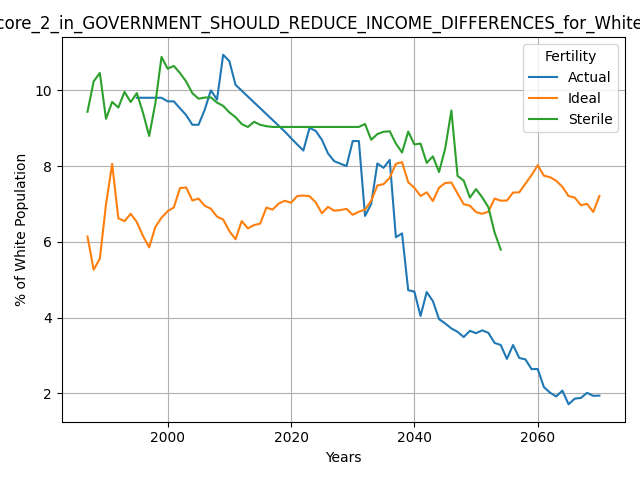 core_2_in_GOVERNMENT_SHOULD_REDUCE_INCOME_DIFFERENCES_for_White
Fertility
Actual
Ideal
Sterile
% of White Population
10
8
6
4
2
2000 2020 2040 2060
Years